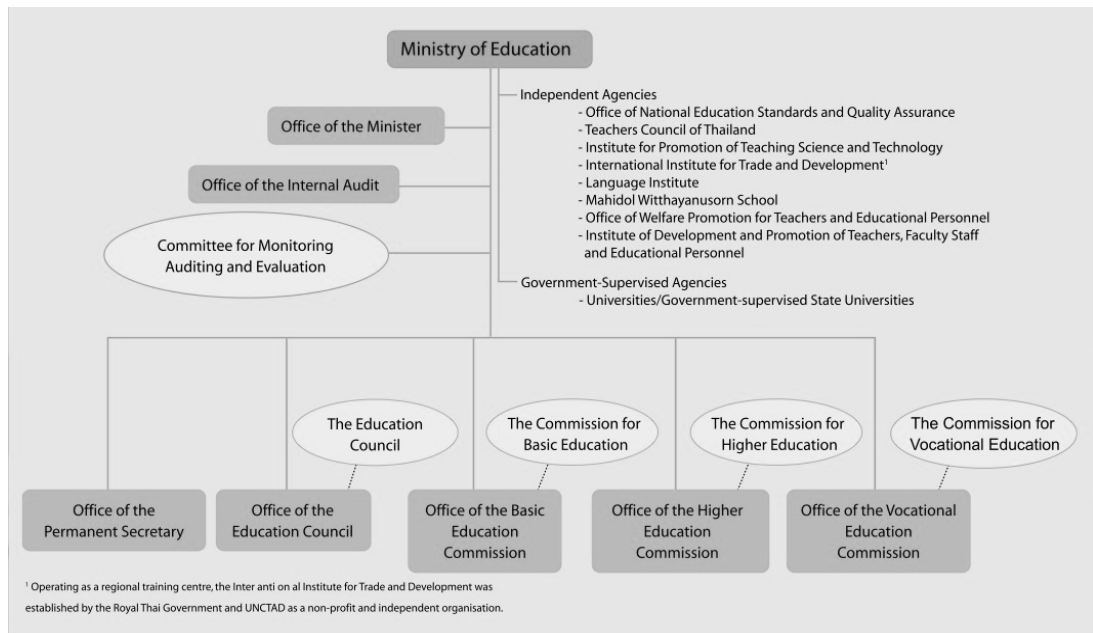 Ministry of Education
Independent Agencies
- Office of National Education Standards and Quality Assurance
- Teachers Council of Thailand
- Institute for Promotion of Teaching Science and Technology
- International Institute for Trade and Development¹
- Language Institute
- Mahidol Witthayanusorn School
- Office of Welfare Promotion for Teachers and Educational Personnel
- Institute of Development and Promotion of Teachers, Faculty Staff
and Educational Personnel
Government-Supervised Agencies
- Universities/Government-supervised State Universities
Office of the Minister
Office of the Internal Audit
Committee for Monitoring
Auditing and Evaluation
The Education
Council
The Commission for
Basic Education
The Commission for
Higher Education
The Commission for
Vocational Education
Office of the
Permanent Secretary
Office of the
Education Council
Office of the Basic
Education
Commission
Office of the Higher
Education
Commission
Office of the Vocational
Education
Commission
¹ Operating as a regional training centre, the Inter anti on al Institute for Trade and Development was
established by the Royal Thai Government and UNCTAD as a non-profit and independent organisation.